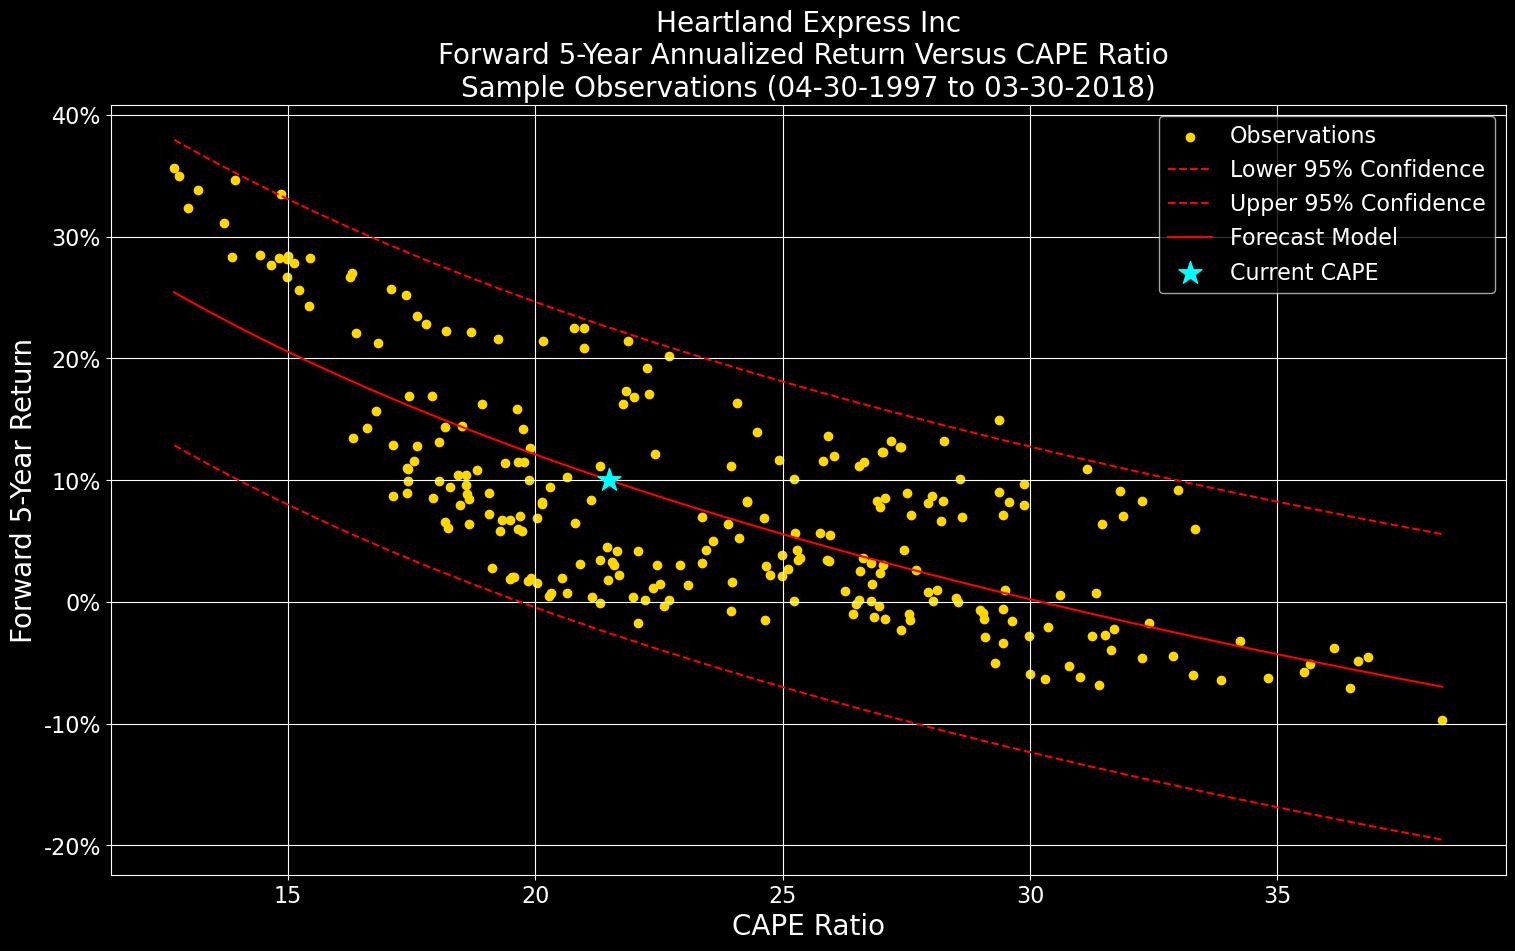 Heartland Express Inc
Forward 5-Year Annualized Return Versus CAPE Ratio
Sample Observations (04-30-1997 to 03-30-2018)
Observations
Lower 95% Confidence
Upper 95% Confidence
Forecast Model
Current CAPE
Forward 5-Year Return
40%
30%
20%
10%
0%
-10%
-20%
15 20 25 30 35
CAPE Ratio